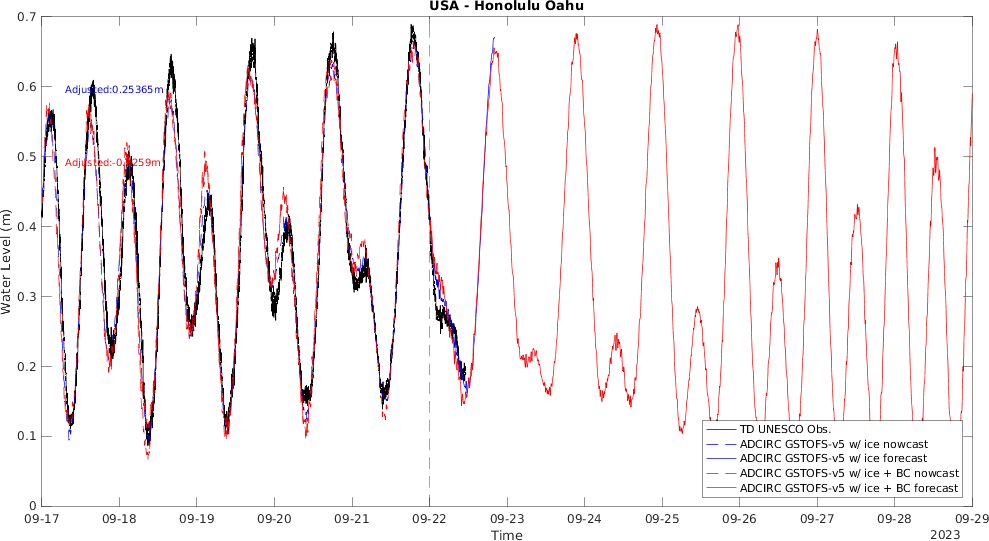 USA - Honolulu Oahu
0.7
0.6
0.5
0.4
0.3
0.2
0.1
0
Water Level (m)
Adjusted:0.25365m
09-17
09-18
09-19
09-20
09-21
09-22
09-23
09-24
09-25
09-26
09-27
09-28
09-29
Time
2023
TD UNESCO Obs.
ADCIRC GSTOFS-v5 w/ ice nowcast
ADCIRC GSTOFS-v5 w/ ice forecast
ADCIRC GSTOFS-v5 w/ ice + BC nowcast
ADCIRC GSTOFS-v5 w/ ice + BC forecast